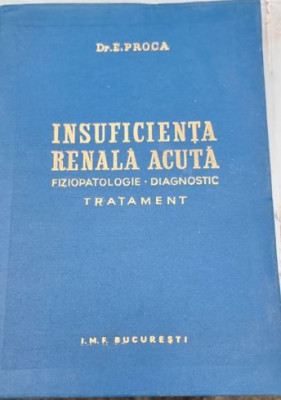 Dr. E. PROCA
INSUFICIENȚA
RENALĂ ACUTĂ
FIZIOPATOLOGIE · DIAGNOSTIC
TRATAMENT
I.M.F. BUCUREȘTI